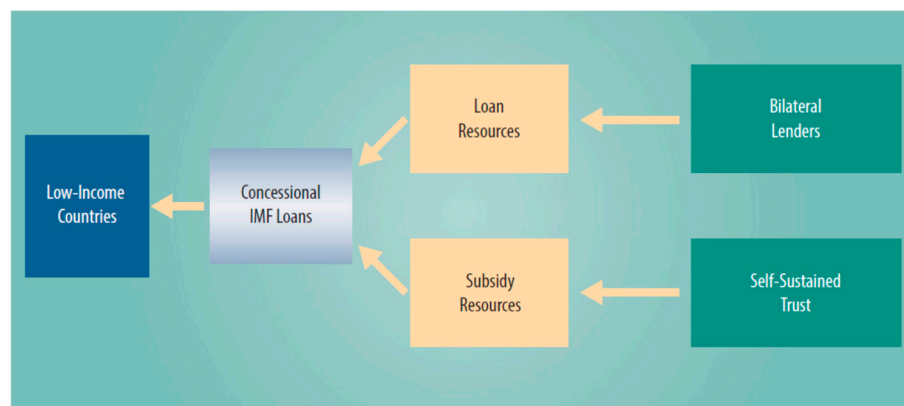 Loan
Resources
Bilateral
Lenders
Low-Income
Countries
Concessional
IMF Loans
Subsidy
Resources
Self-Sustained
Trust